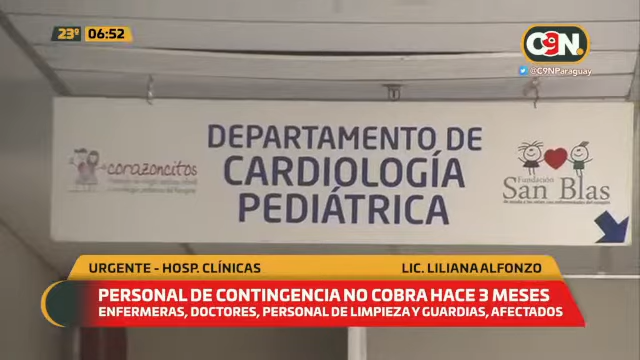 23º 06:52
C9N.
@C9NParaguay
DEPARTAMENTO DE
CARDIOLOGÍA
PEDIÁTRICA
corazoncitos
Fundación
San Blas
URGENTE - HOSP. CLÍNICAS
LIC. LILIANA ALFONZO
PERSONAL DE CONTINGENCIA NO COBRA HACE 3 MESES
ENFERMERAS, DOCTORES, PERSONAL DE LIMPIEZA Y GUARDIAS, AFECTADOS